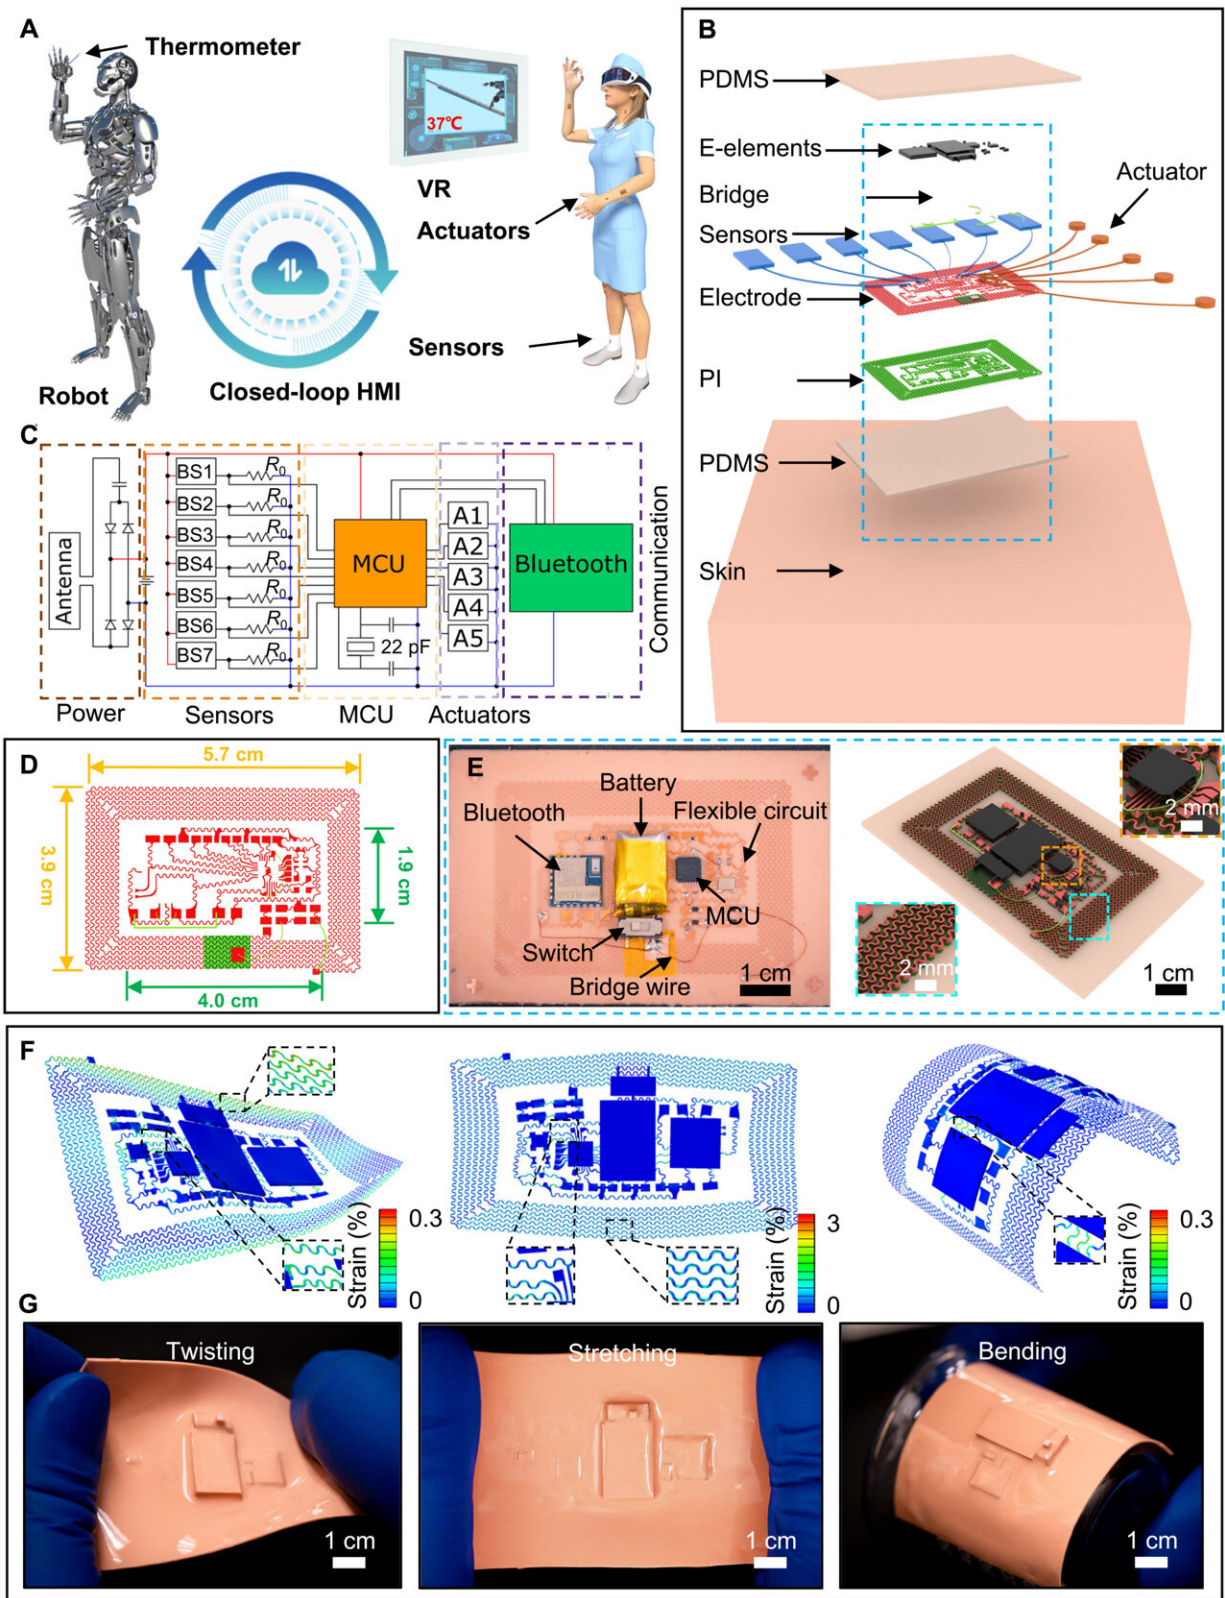 A
Thermometer
37℃
VR
Actuators
Sensors
Robot
Closed-loop HMI
B
PDMS
E-elements
Bridge
Actuator
Sensors
Electrode
PI
PDMS
Skin
C
Antenna
BS1
R0
BS2
R0
BS3
R0
BS4
R0
BS5
R0
BS6
R0
BS7
R0
MCU
22 pF
A1
A2
A3
A4
A5
Bluetooth
Communication
Power
Sensors
MCU
Actuators
D
5.7 cm
3.9 cm
1.9 cm
4.0 cm
E
Battery
Bluetooth
Flexible circuit
MCU
Switch
Bridge wire
1 cm
2 mm
2 mm
1 cm
F
Strain (%)
0.3
0
Strain (%)
3
0
Strain (%)
0.3
0
G
Twisting
1 cm
Stretching
1 cm
Bending
1 cm